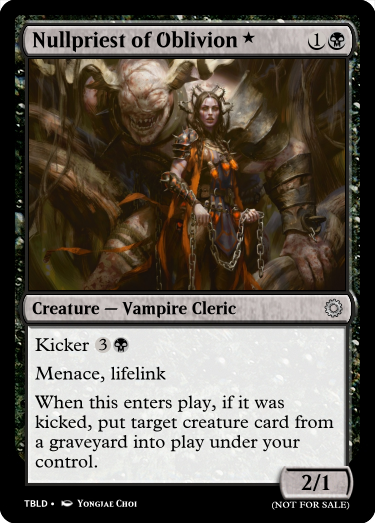 Nullpriest of Oblivion ★ 1
Creature — Vampire Cleric
Kicker 3
Menace, lifelink
When this enters play, if it was
kicked, put target creature card from
a graveyard into play under your
control.
2/1
TBLD • Yongjae Choi
(NOT FOR SALE)